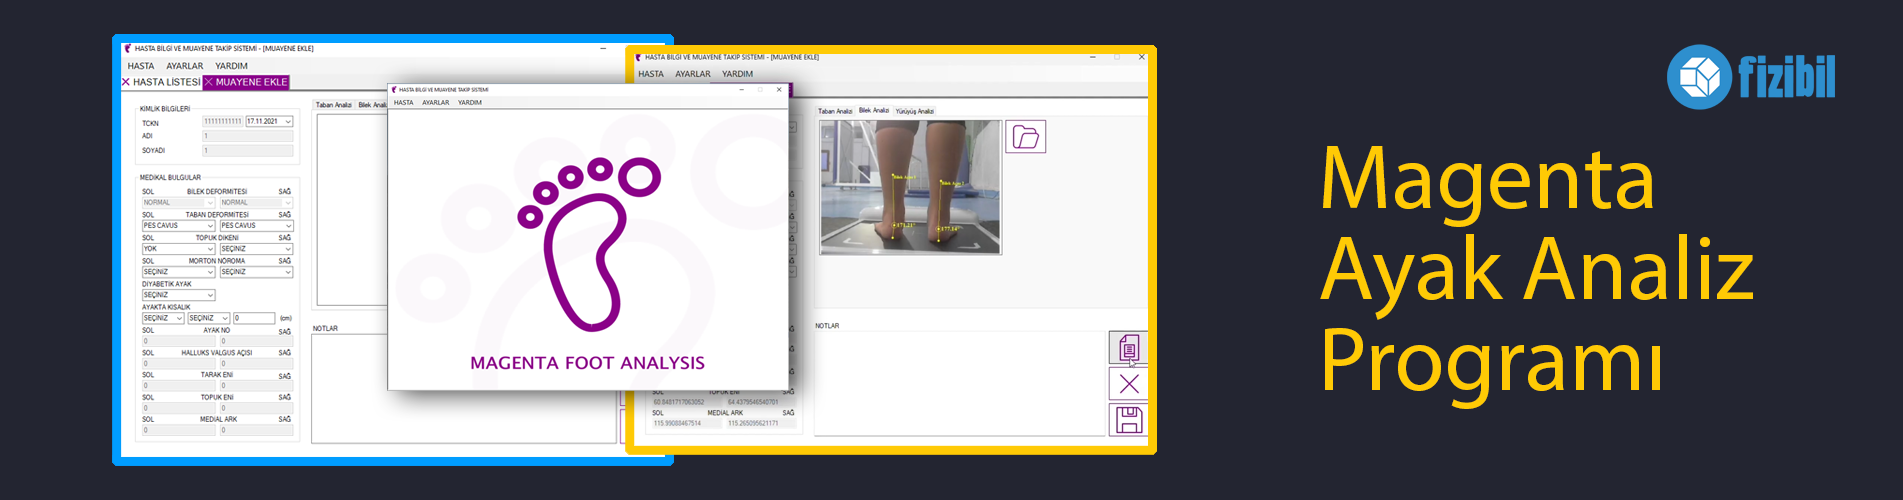 HASTA BİLGİ VE MUAYENE TAKİP SİSTEMİ - [MUAYENE EKLE]
HASTA AYARLAR YARDIM
HASTA LİSTESİ MUAYENE EKLE
KİMLİK BİLGİLERİ
TCKN 11111111111 17.11.2021
ADI 1
SOYADI 1
MEDİKAL BULGULAR
SOL BİLEK DEFORMİTESİ SAĞ
NORMAL NORMAL
SOL TABAN DEFORMİTESİ SAĞ
PES CAVUS PES CAVUS
SOL TOPUK DİKENİ SAĞ
YOK SEÇİNİZ
SOL MORTON NÖROMA SAĞ
SEÇİNİZ SEÇİNİZ
DİYABETİK AYAK
SEÇİNİZ
AYAKTA KISALIK
SEÇİNİZ SEÇİNİZ 0 (cm)
SOL AYAK NO SAĞ
0 0
SOL HALLUKS VALGUS AÇISI SAĞ
0 0
SOL TARAK ENİ SAĞ
0 0
SOL TOPUK ENİ SAĞ
0 0
SOL MEDİAL ARK SAĞ
0 0
Taban Analizi Bilek Anali
NOTLAR
HASTA BİLGİ VE MUAYENE TAKİP SİSTEMİ
HASTA AYARLAR YARDIM
MAGENTA FOOT ANALYSIS
HASTA BİLGİ VE MUAYENE TAKİP SİSTEMİ - [MUAYENE EKLE]
HASTA AYARLAR YARDIM
Taban Analizi Bilek Analizi Yürüyüş Analizi
NOTLAR
SOL TOPUK ENİ SAĞ
60.8481717063052 64.4379546540701
SOL MEDİAL ARK SAĞ
115.99088467514 115.265095621171
fizibil
Magenta
Ayak Analiz
Programı